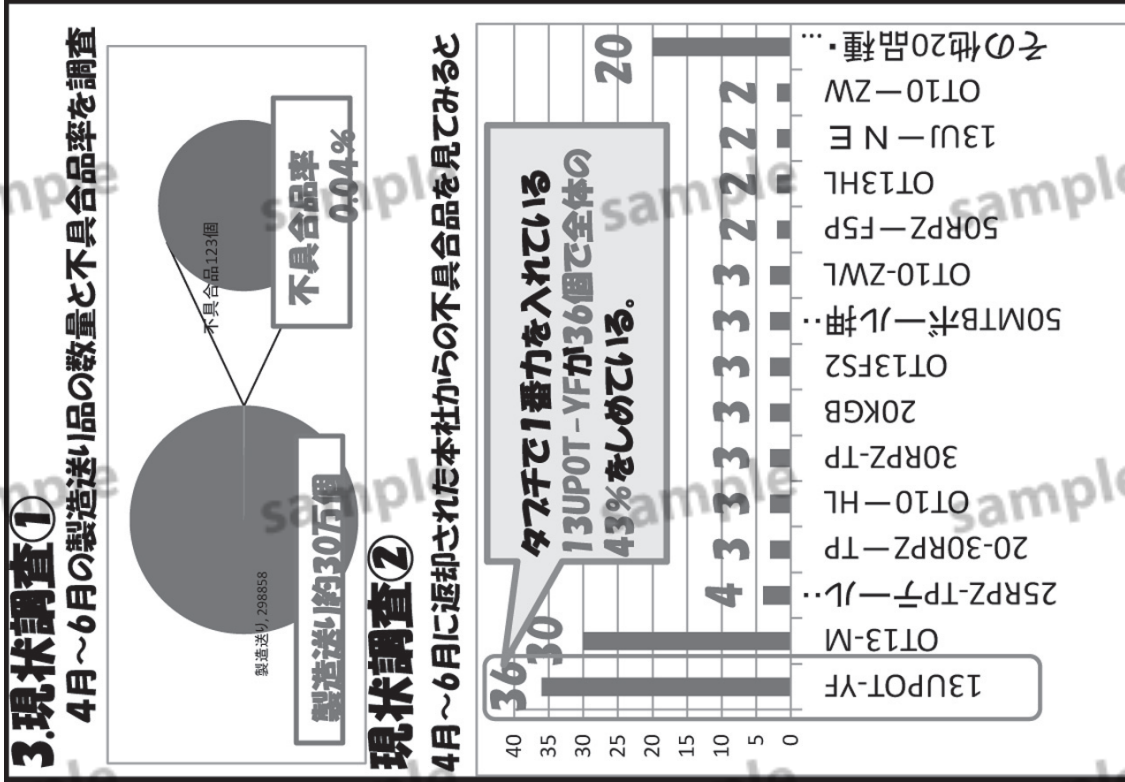 3.現状調査①
4月～6月の製造送り品の数量と不具合品率を調査
製造送り, 298858
製造送り約30万個
不具合品123個
不具合品率
0.04%
現状調査②
4月～6月に返却された本社からの不具合品を見てみると
タブチで1番力を入れている
13UPOT-YFが36個で全体の
43%をしめている。
40
35
30
25
20
15
10
5
0
36
30
4
3
3
3
3
3
3
3
2
2
2
2
20
13UPOT-YF
OT13-M
25RPZ-TPテール…
20-30RPZ－TP
OT10－HL
30RPZ-TP
20KGB
OT13FS2
50MTBボール押…
OT10-ZWL
50RPZ－F5P
OT13HL
13UJ－ＮＥ
OT10－ZW
その他20品種・…
sample
sample
sample
sample
sample
sample